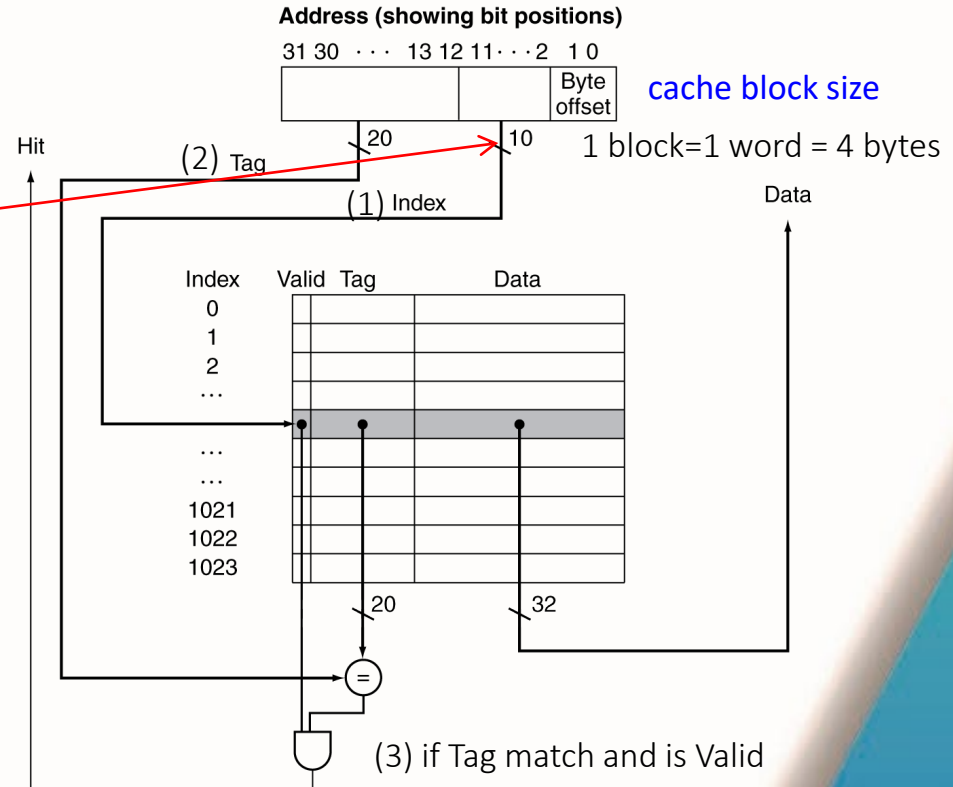 Address (showing bit positions)
31 30 · · · 13 12 11 · · · 2 1 0
Byte
offset
cache block size
1 block=1 word = 4 bytes
20
10
Hit
(2) Tag
(1) Index
Data
Index Valid Tag Data
0
1
2
...
...
...
1021
1022
1023
20
32
=
(3) if Tag match and is Valid